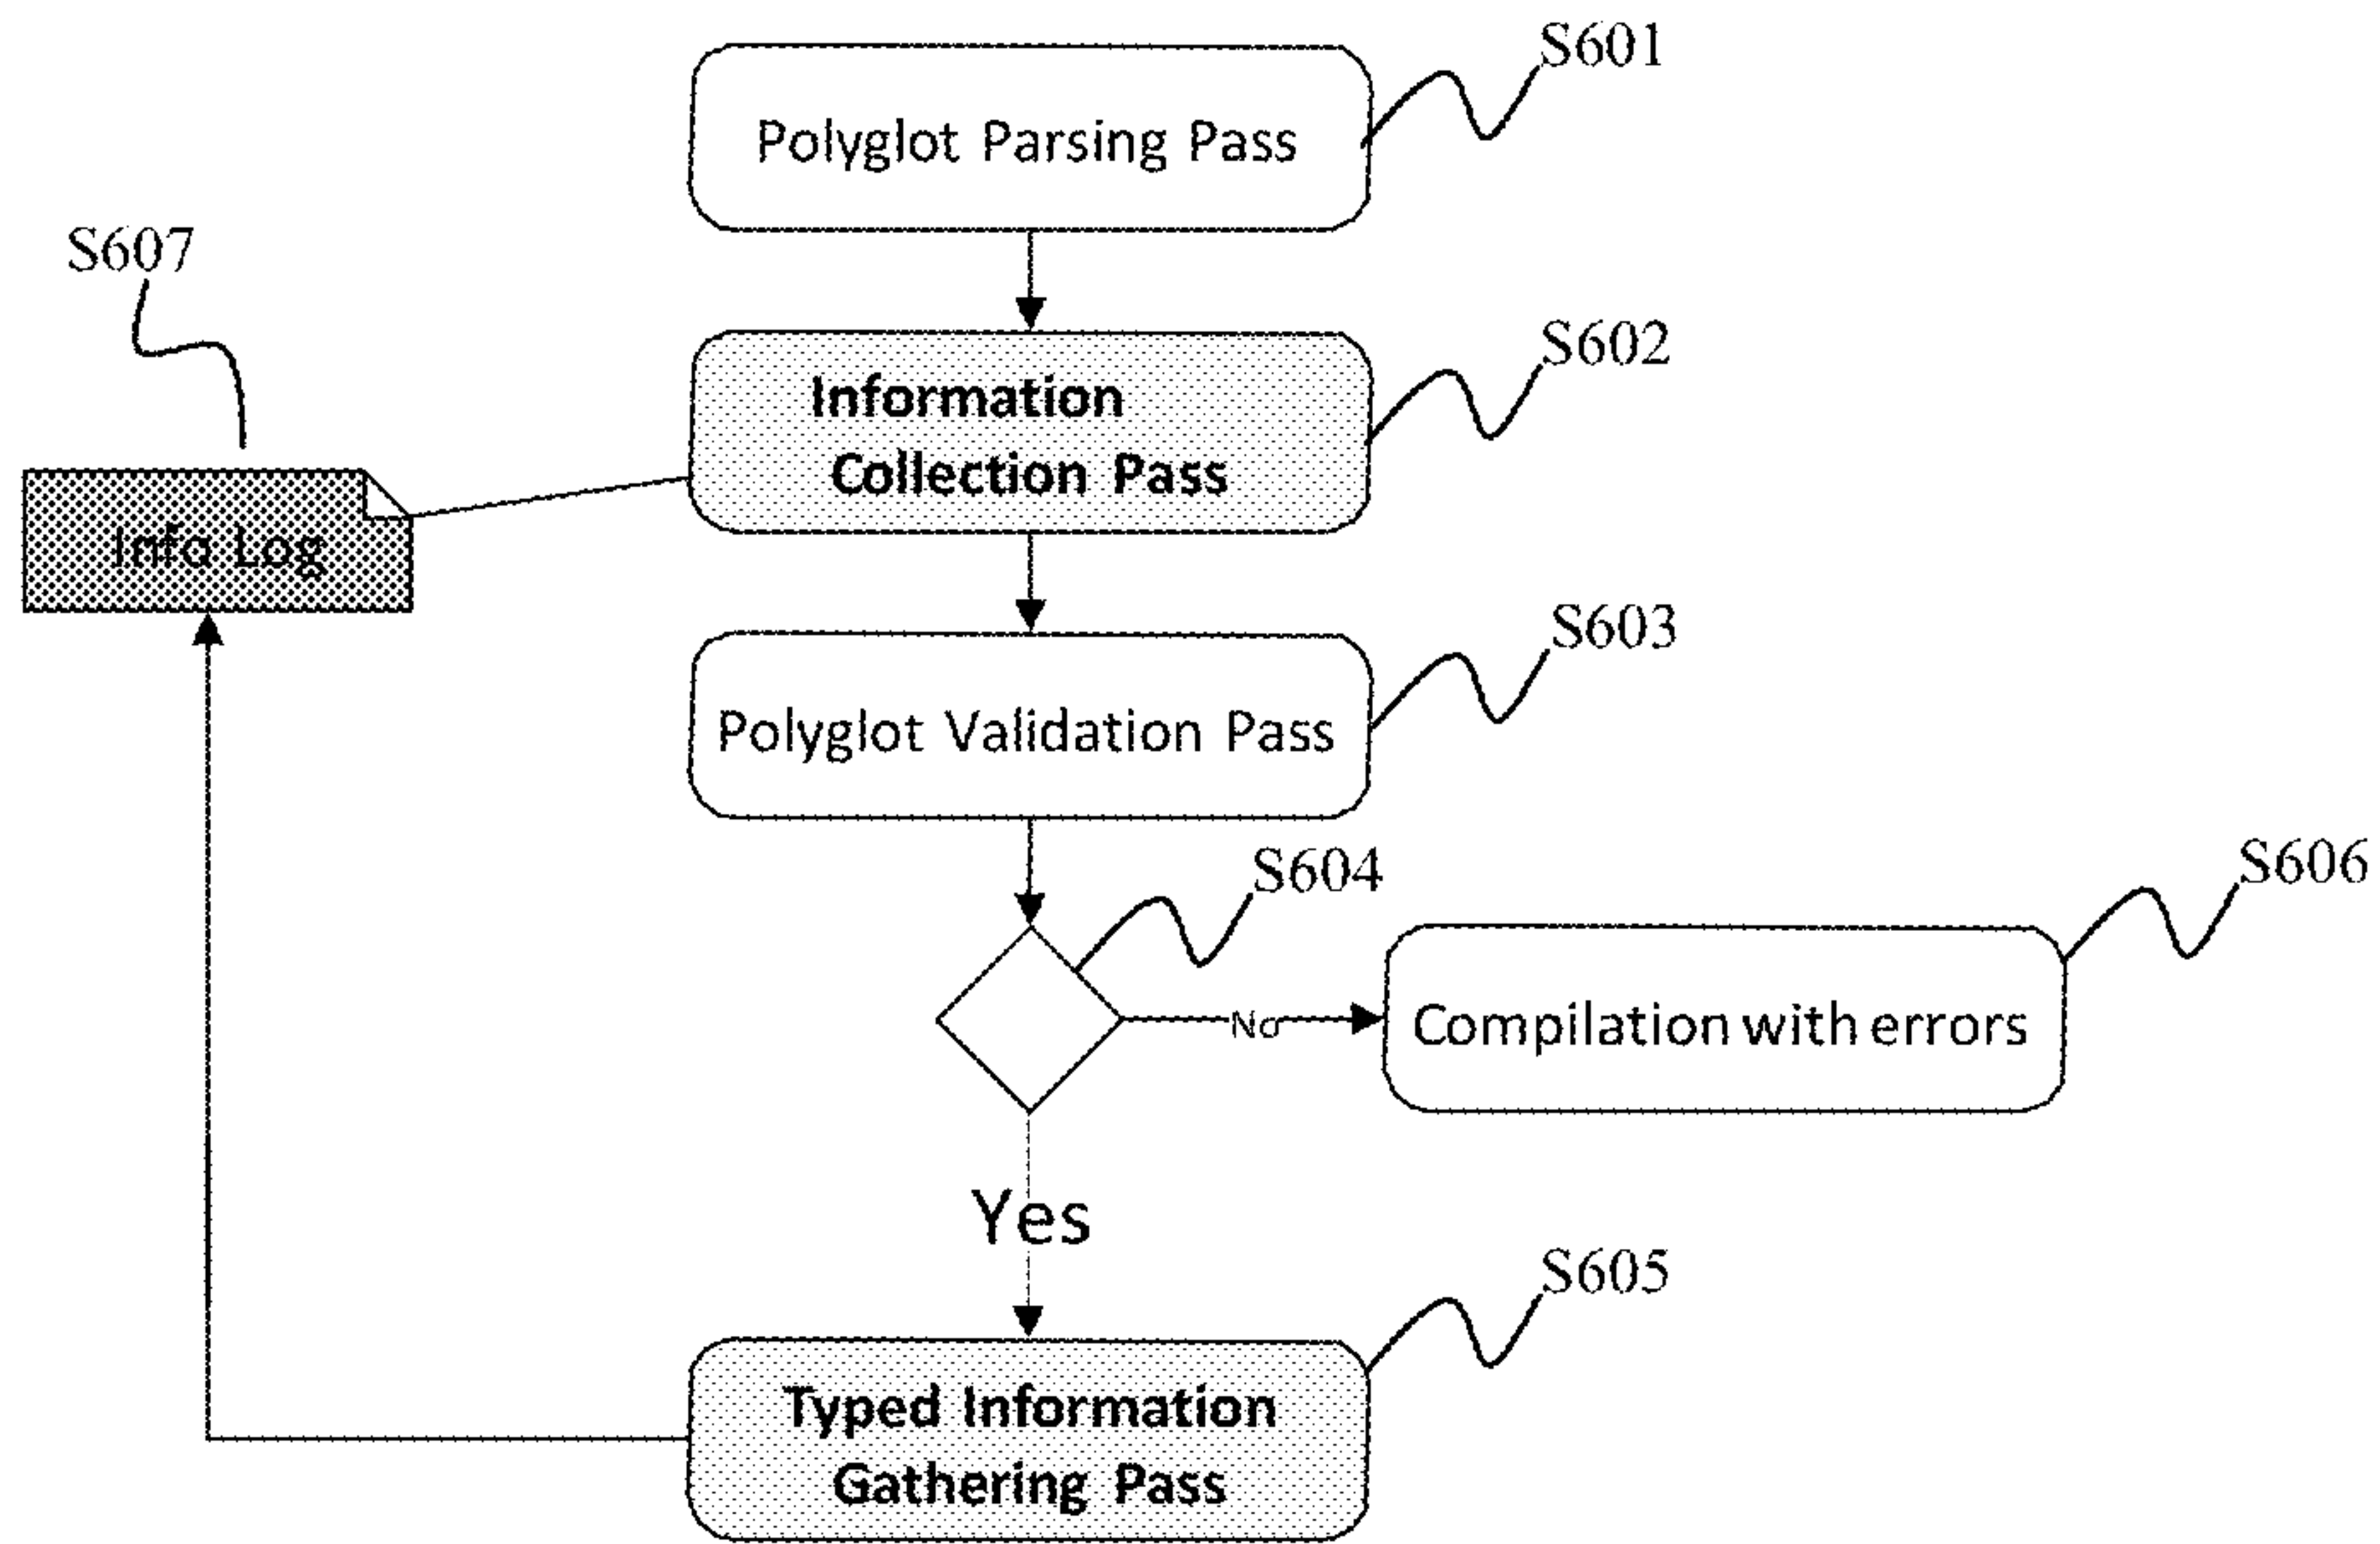 S601
Polyglot Parsing Pass
S607
S602
Information
Collection Pass
Info Log
S603
Polyglot Validation Pass
S604
S606
No
Compilation with errors
Yes
S605
Typed Information
Gathering Pass